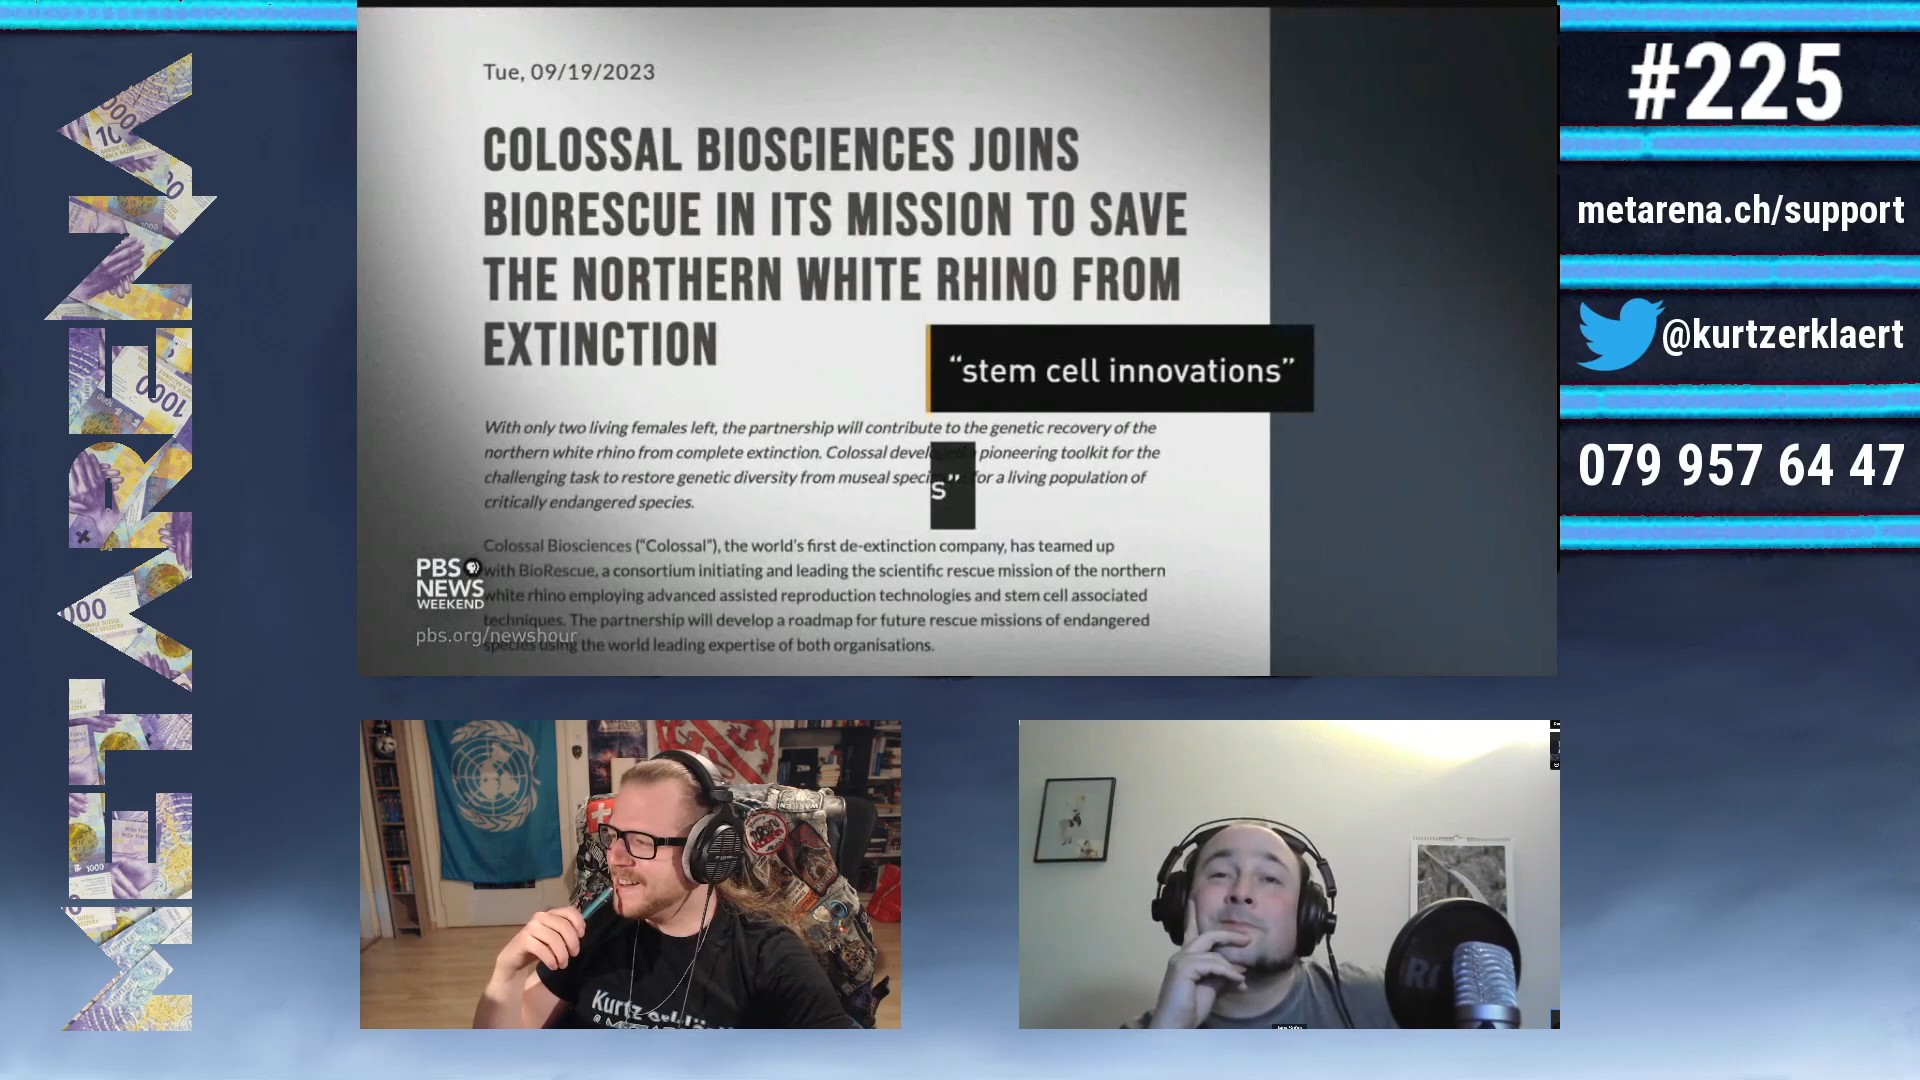 METARENA
Tue, 09/19/2023
COLOSSAL BIOSCIENCES JOINS
BIORESCUE IN ITS MISSION TO SAVE
THE NORTHERN WHITE RHINO FROM
EXTINCTION
“stem cell innovations”
With only two living females left, the partnership will contribute to the genetic recovery of the
northern white rhino from complete extinction. Colossal pioneering toolkit for the
challenging task to restore genetic diversity from museal for a living population of
critically endangered species.
s”
Colossal Biosciences (“Colossal”), the world’s first de-extinction company, has teamed up
with BioRescue, a consortium initiating and leading the scientific rescue mission of the northern
white rhino employing advanced assisted reproduction technologies and stem cell associated
techniques. The partnership will develop a roadmap for future rescue missions of endangered
species using the world leading expertise of both organisations.
PBS
NEWS
WEEKEND
pbs.org/newshour
#225
metarena.ch/support
@kurtzerklaert
079 957 64 47
Kurtz